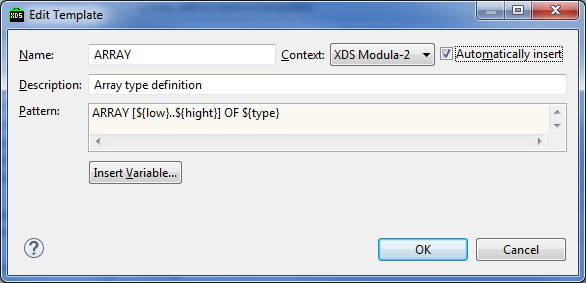 XDS Edit Template
Name: ARRAY Context: XDS Modula-2 Automatically insert
Description: Array type definition
Pattern: ARRAY [${low}..${hight}] OF ${type}
Insert Variable...
? OK Cancel